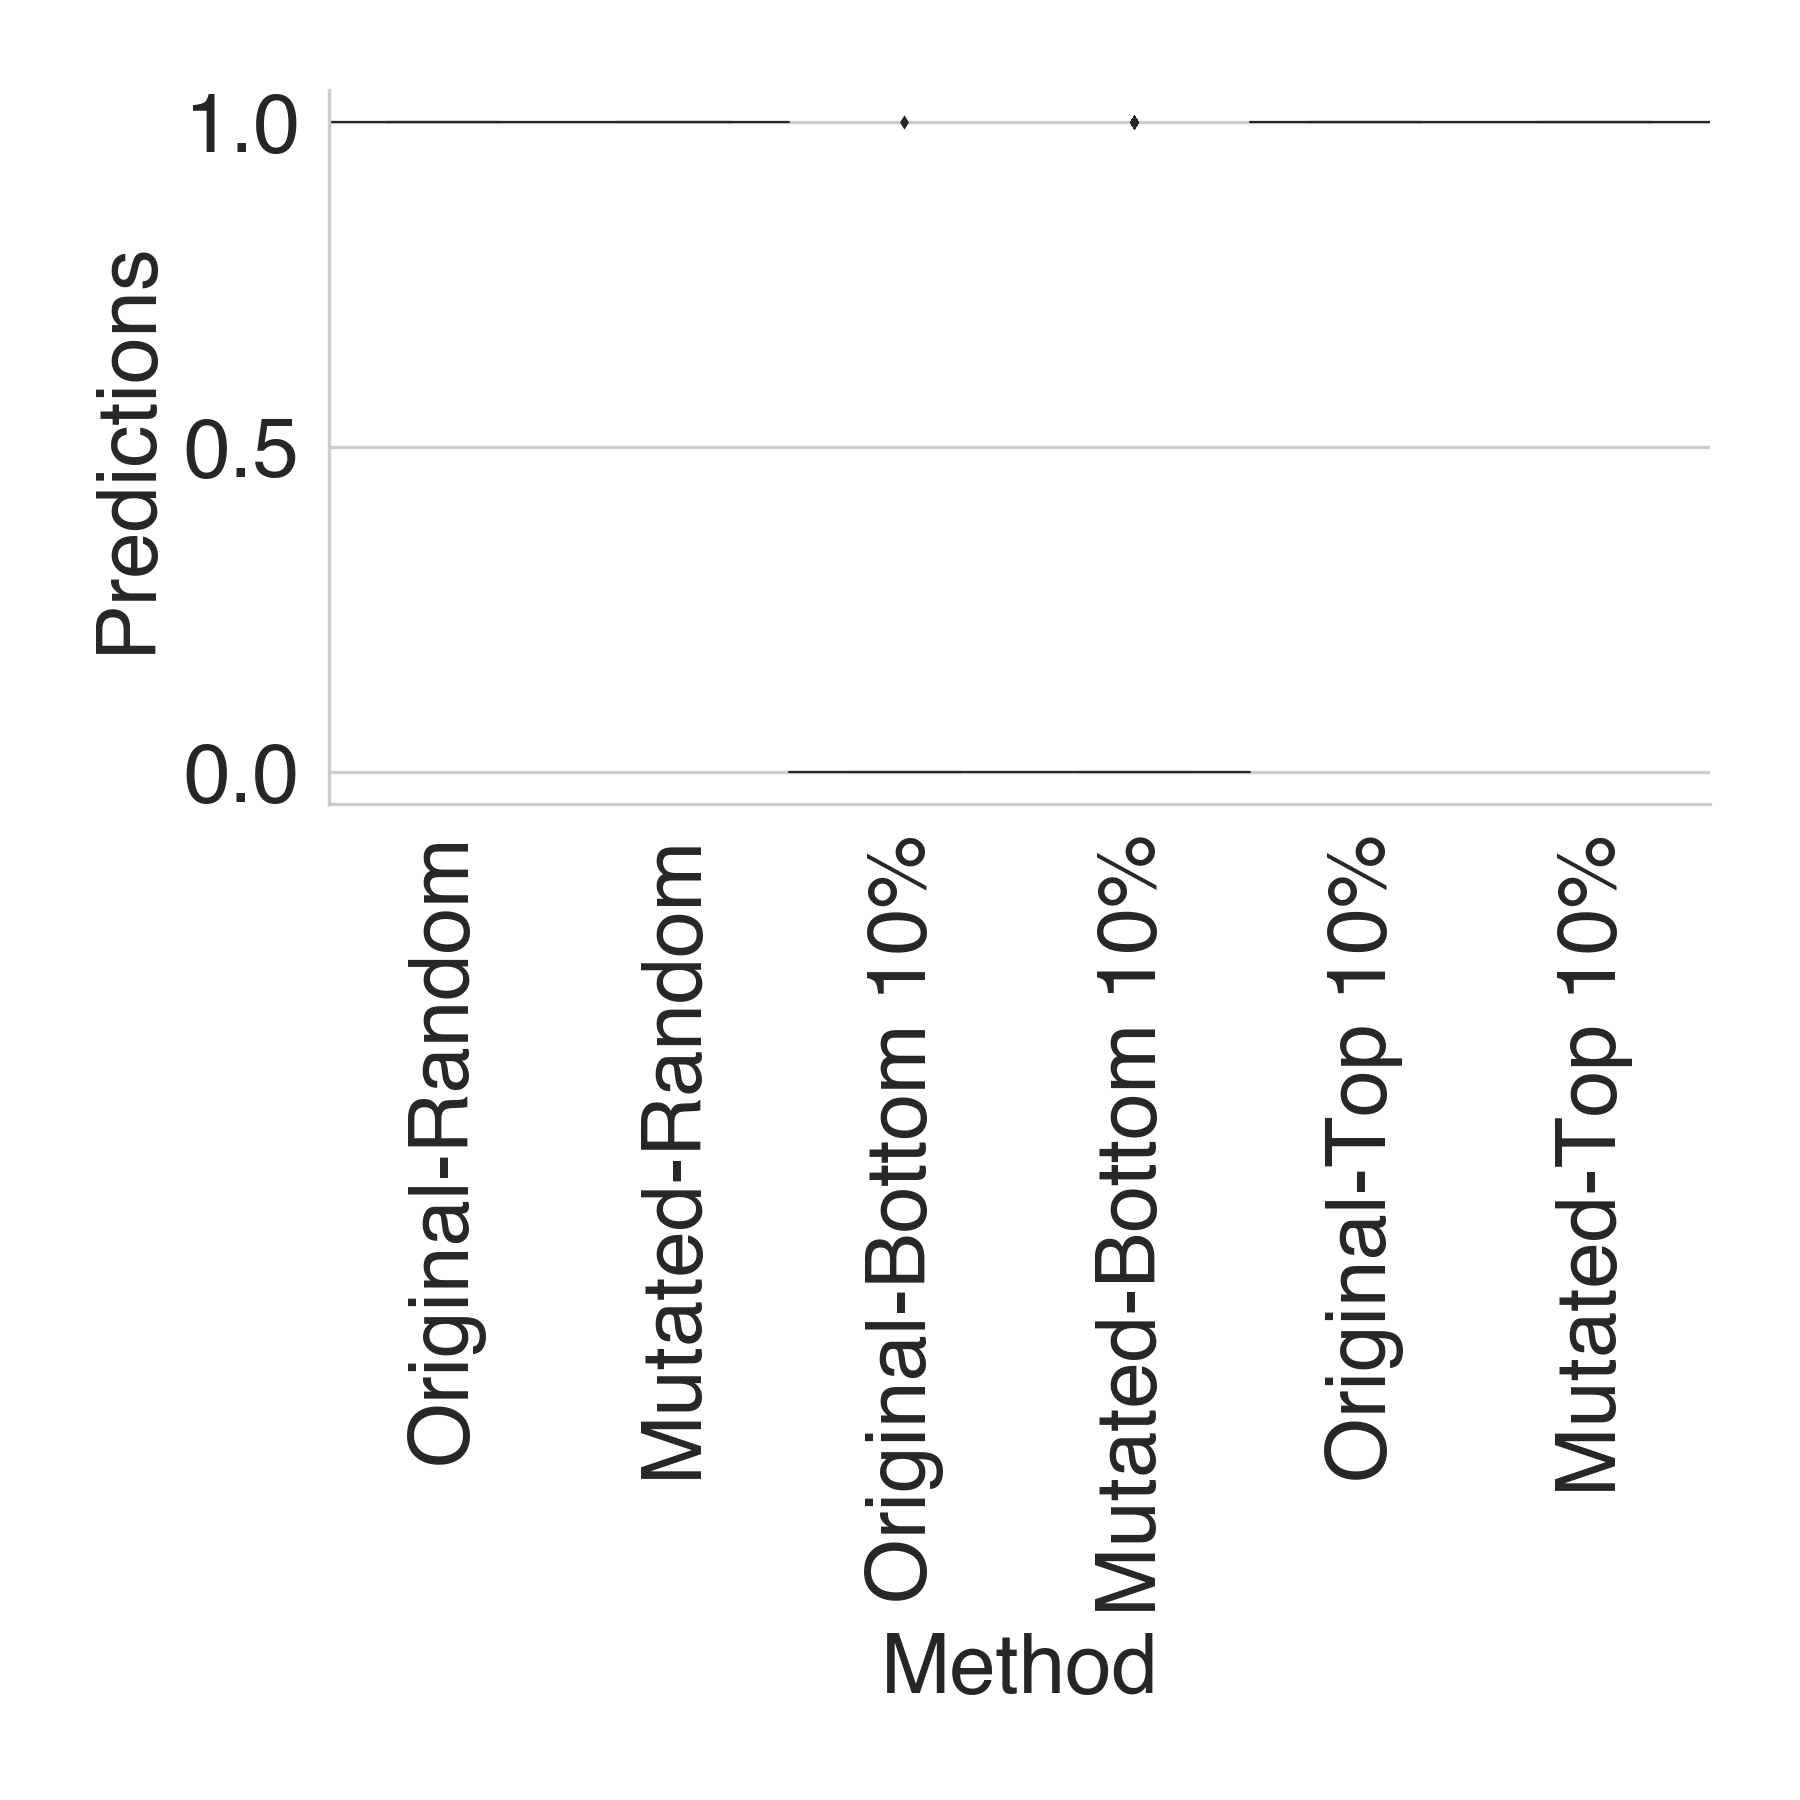 Predictions
1.0
0.5
0.0
Original-Random
Mutated-Random
Original-Bottom 10%
Mutated-Bottom 10%
Original-Top 10%
Mutated-Top 10%
Method